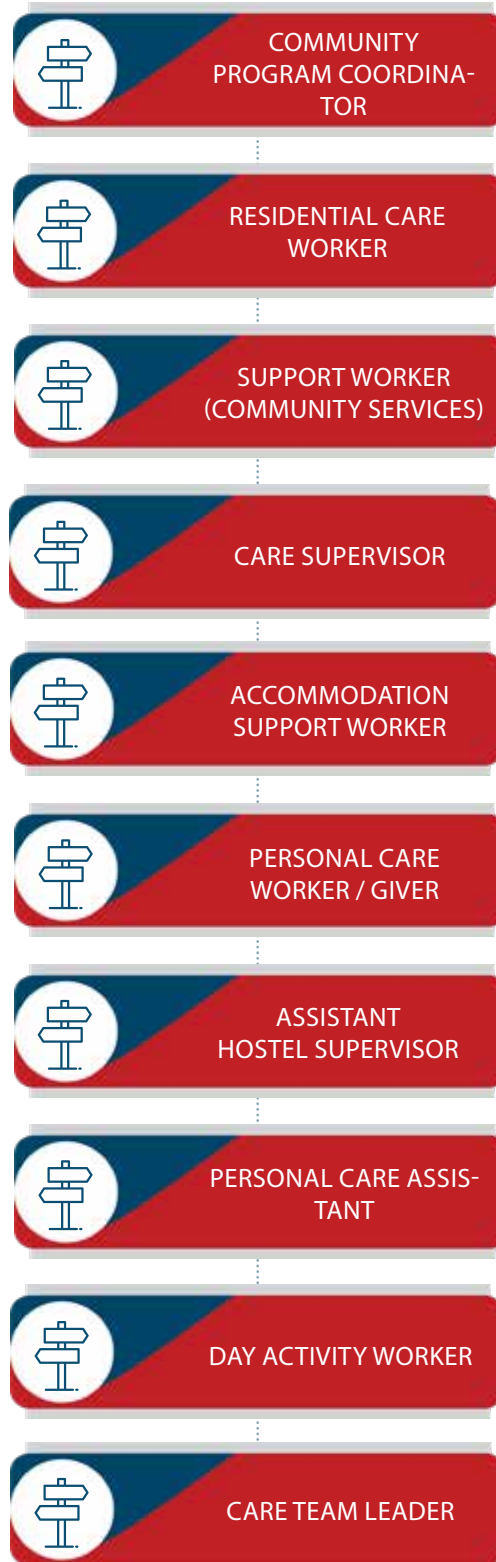 COMMUNITY
PROGRAM COORDINA-
TOR
RESIDENTIAL CARE
WORKER
SUPPORT WORKER
(COMMUNITY SERVICES)
CARE SUPERVISOR
ACCOMMODATION
SUPPORT WORKER
PERSONAL CARE
WORKER / GIVER
ASSISTANT
HOSTEL SUPERVISOR
PERSONAL CARE ASSIS-
TANT
DAY ACTIVITY WORKER
CARE TEAM LEADER